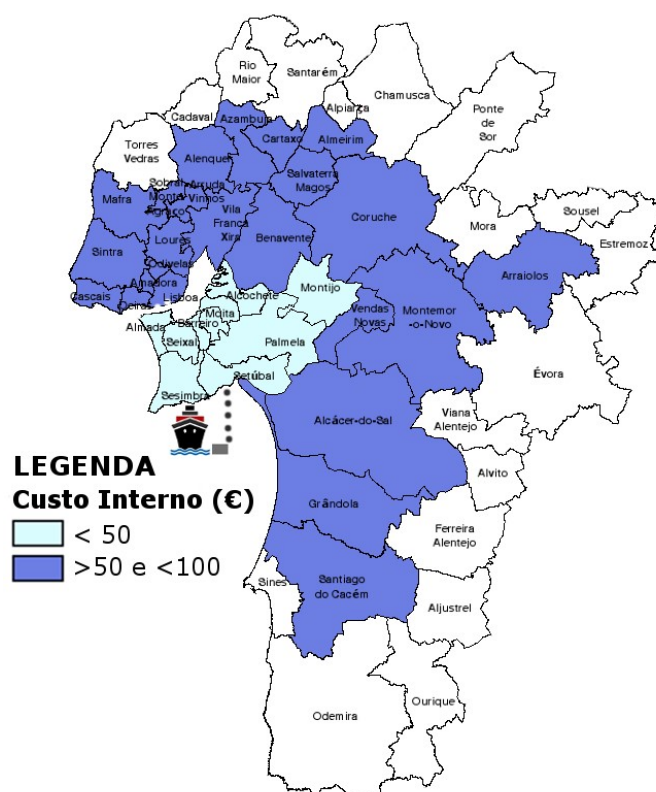 Rio
Maior
Santarém
Chamusca
Cadaval
Alpiarça
Ponte
de
Sor
Azambuja
Torres
Vedras
Cartaxo
Almeirim
Alenquer
Salvaterra
Magos
Sobral
Monte
Agraço
Arruda
Vinhos
Mafra
Vila
Franca
Xira
Coruche
Sousel
Mora
Loures
Benavente
Estremoz
Sintra
Odivelas
Arraiolos
Amadora
Montijo
Cascais
Oeiras
Lisboa
Alcochete
Vendas
Novas
Montemor
-o-Novo
Almada
Barreiro
Moita
Seixal
Palmela
Setúbal
Évora
Sesimbra
Viana
Alentejo
Alcácer-do-Sal
LEGENDA
Custo Interno (€)
< 50
>50 e <100
Alvito
Grândola
Ferreira
Alentejo
Sines
Santiago
do Cacém
Aljustrel
Ourique
Odemira